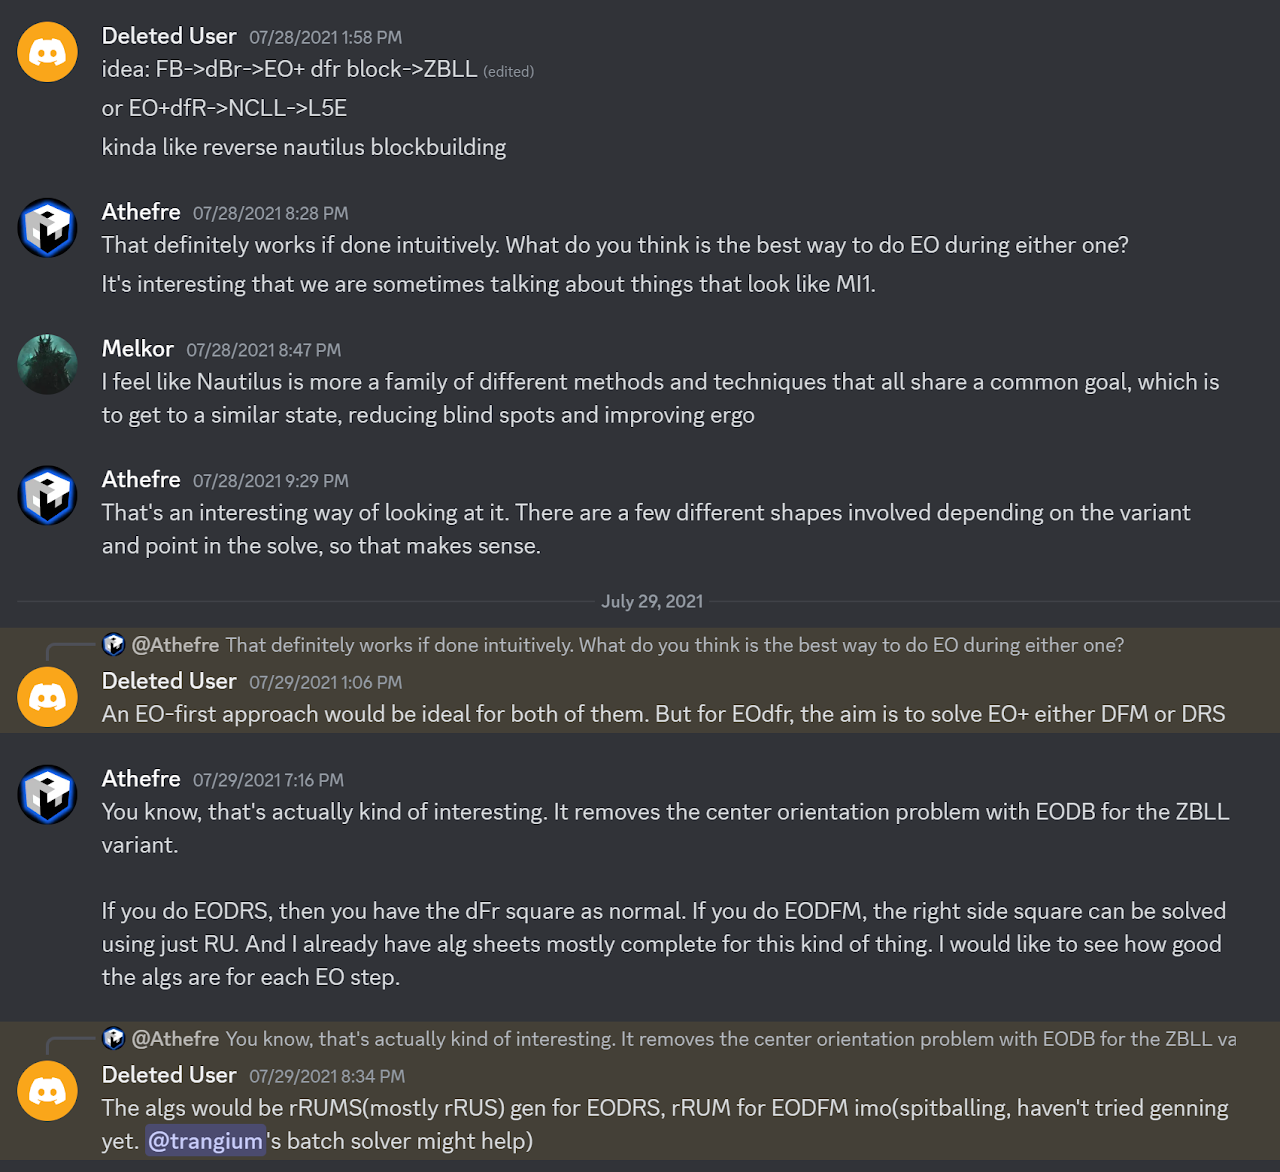 Deleted User 07/28/2021 1:58 PM
idea: FB->dBr->EO+ dfr block->ZBLL (edited)
or EO+dfR->NCLL->L5E
kinda like reverse nautilus blockbuilding
Athefre 07/28/2021 8:28 PM
That definitely works if done intuitively. What do you think is the best way to do EO during either one?
It's interesting that we are sometimes talking about things that look like MI1.
Melkor 07/28/2021 8:47 PM
I feel like Nautilus is more a family of different methods and techniques that all share a common goal, which is
to get to a similar state, reducing blind spots and improving ergo
Athefre 07/28/2021 9:29 PM
That's an interesting way of looking at it. There are a few different shapes involved depending on the variant
and point in the solve, so that makes sense.
July 29, 2021
@Athefre That definitely works if done intuitively. What do you think is the best way to do EO during either one?
Deleted User 07/29/2021 1:06 PM
An EO-first approach would be ideal for both of them. But for EOdfr, the aim is to solve EO+ either DFM or DRS
Athefre 07/29/2021 7:16 PM
You know, that's actually kind of interesting. It removes the center orientation problem with EODB for the ZBLL
variant.
If you do EODRS, then you have the dFr square as normal. If you do EODFM, the right side square can be solved
using just RU. And I already have alg sheets mostly complete for this kind of thing. I would like to see how good
the algs are for each EO step.
@Athefre You know, that's actually kind of interesting. It removes the center orientation problem with EODB for the ZBLL va
Deleted User 07/29/2021 8:34 PM
The algs would be rRUMS(mostly rRUS) gen for EODRS, rRUM for EODFM imo(spitballing, haven't tried genning
yet. @trangium's batch solver might help)